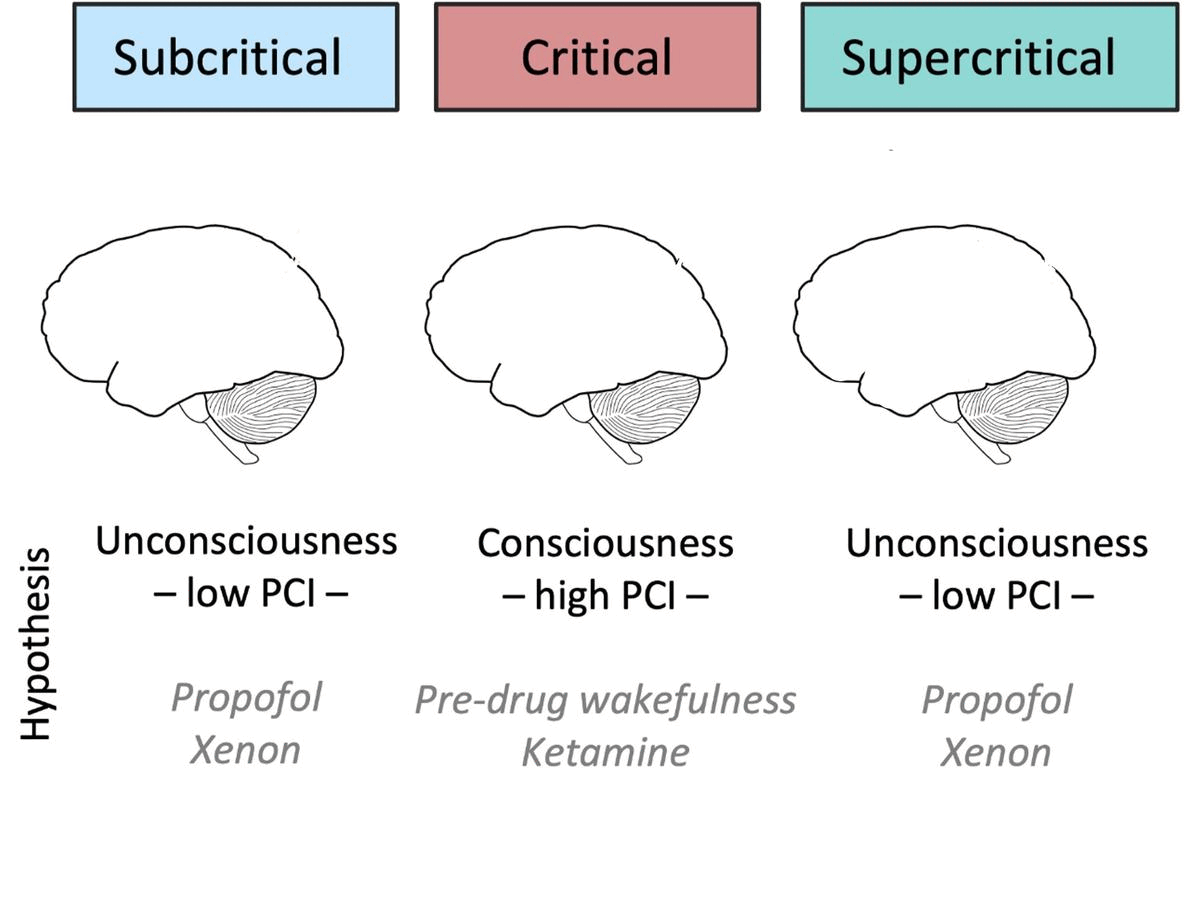 Subcritical
Critical
Supercritical
Unconsciousness
– low PCI –
Consciousness
– high PCI –
Unconsciousness
– low PCI –
Hypothesis
Propofol
Xenon
Pre-drug wakefulness
Ketamine
Propofol
Xenon